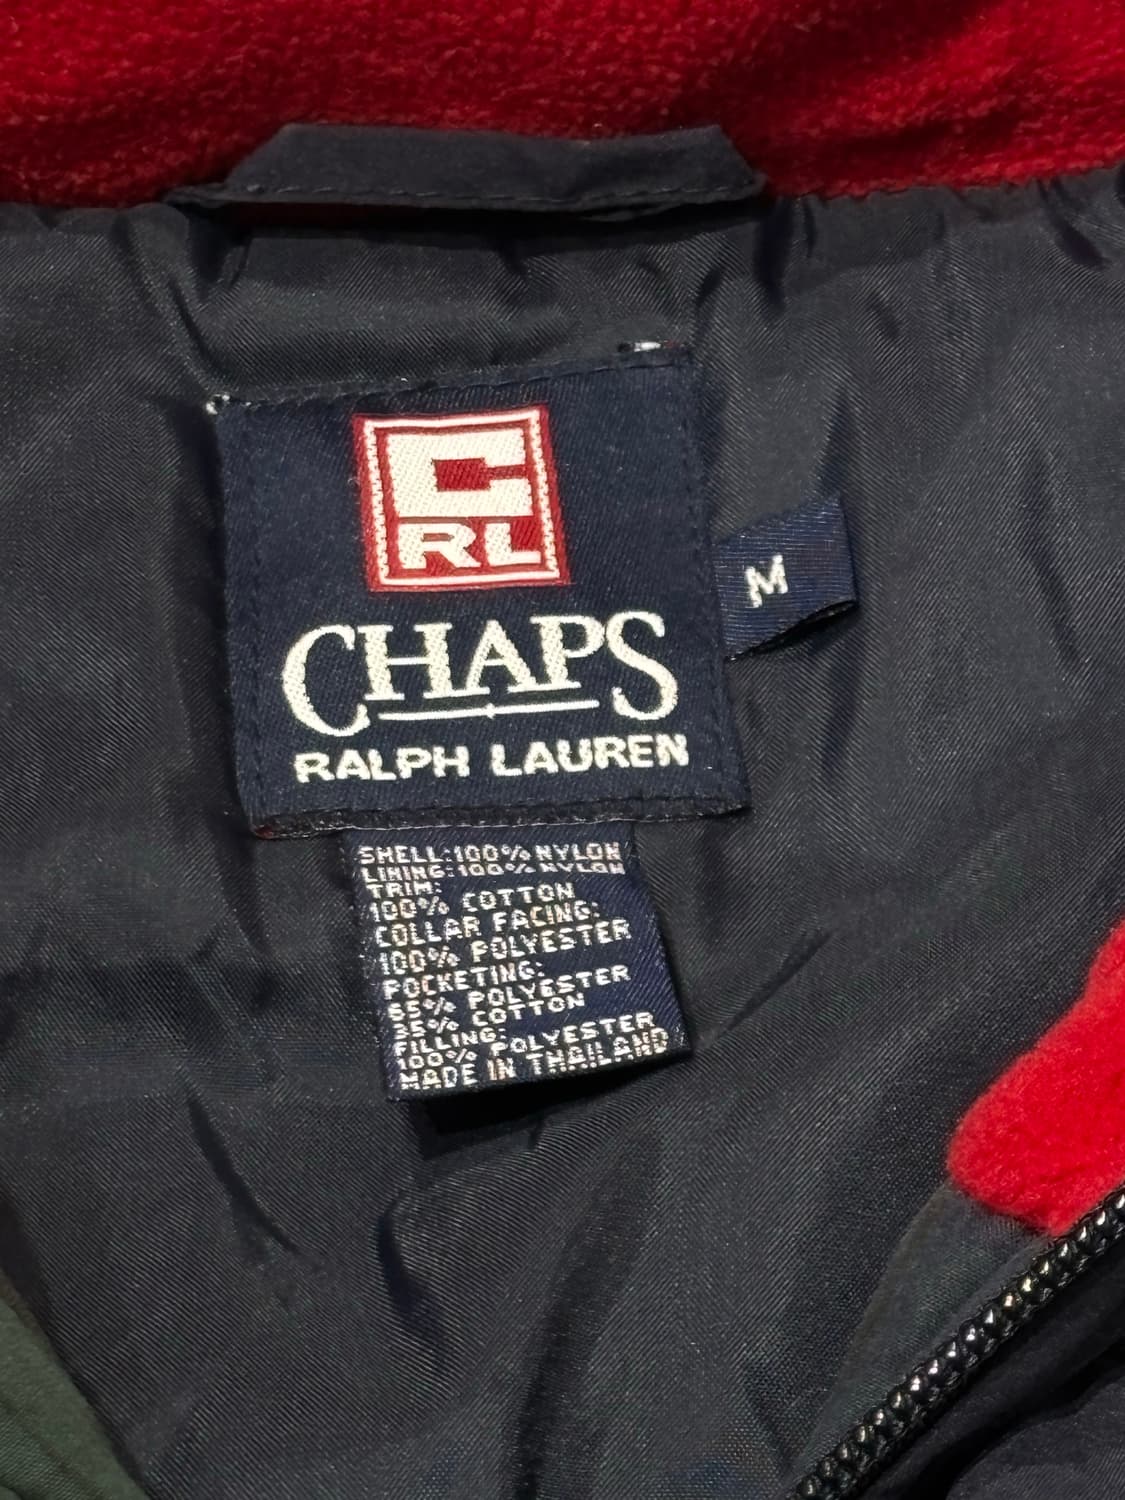 C
RL
CHAPS
RALPH LAUREN
M
SHELL:100% NYLON
LINING:100% NYLON
TRIM:
100% COTTON
COLLAR FACING:
100% POLYESTER
POCKETING:
65% POLYESTER
35% COTTON
FILLING:
100% POLYESTER
MADE IN THAILAND